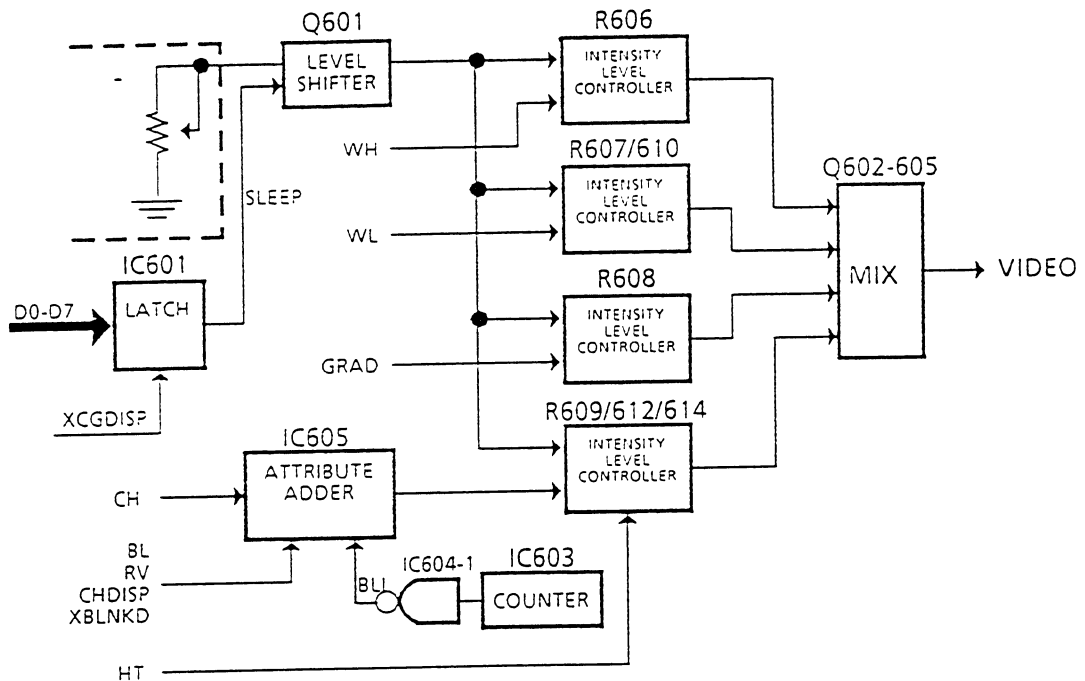 Q601
LEVEL
SHIFTER
R606
INTENSITY
LEVEL
CONTROLLER
WH
R607/610
INTENSITY
LEVEL
CONTROLLER
Q602-605
SLEEP
WL
MIX
VIDEO
IC601
LATCH
D0-D7
R608
INTENSITY
LEVEL
CONTROLLER
GRAD
XCGDISP
R609/612/614
INTENSITY
LEVEL
CONTROLLER
IC605
ATTRIBUTE
ADDER
CH
BL
RV
CHDISP
XBLNKD
BLI
IC604-1
IC603
COUNTER
HT